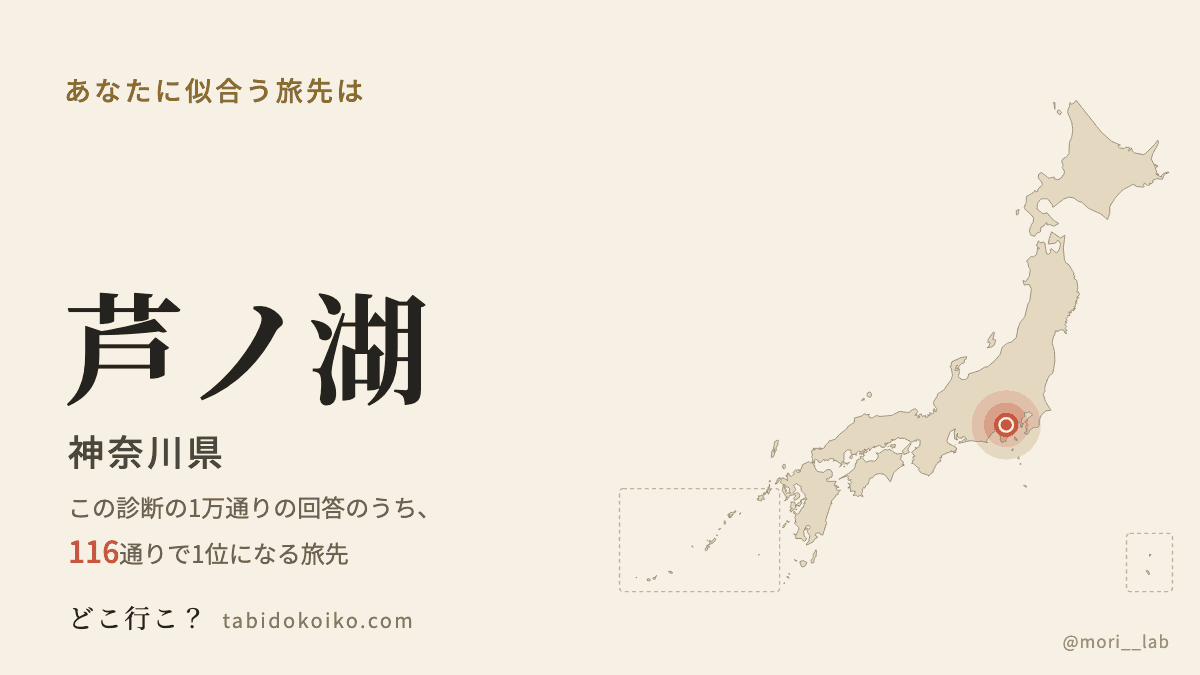 あなたに似合う旅先は
芦ノ湖
神奈川県
この診断の1万通りの回答のうち、
116通りで1位になる旅先
どこ行こ？ tabidokoiko.com
@mori__lab